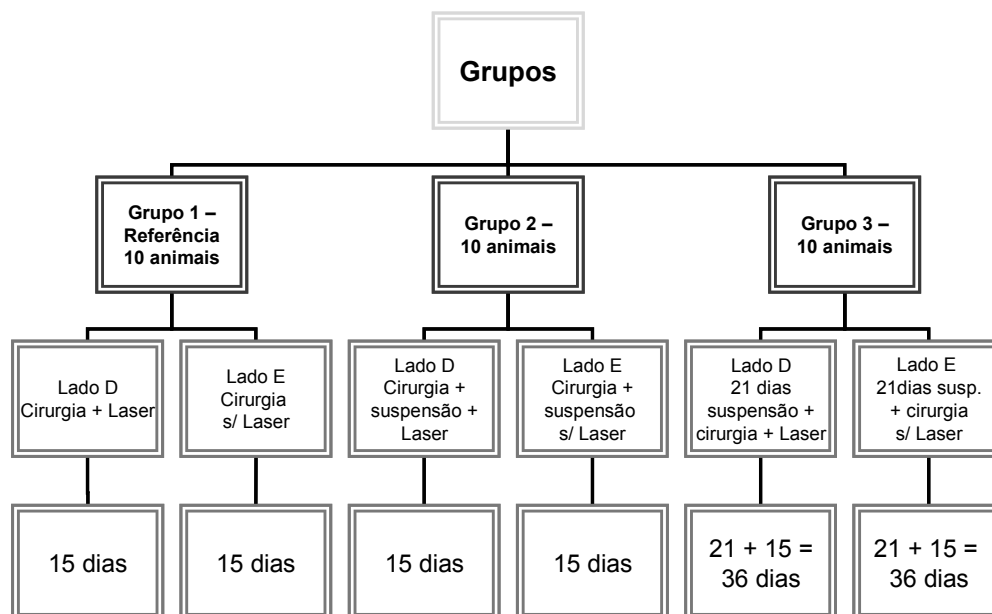 Grupos
Grupo 1 –
Referência
10 animais
Grupo 2 –
10 animais
Grupo 3 –
10 animais
Lado D
Cirurgia + Laser
Lado E
Cirurgia
s/ Laser
Lado D
Cirurgia +
suspensão +
Laser
Lado E
Cirurgia +
suspensão
s/ Laser
Lado D
21 dias
suspensão +
cirurgia + Laser
Lado E
21dias susp.
+ cirurgia
s/ Laser
15 dias
15 dias
15 dias
15 dias
21 + 15 =
36 dias
21 + 15 =
36 dias